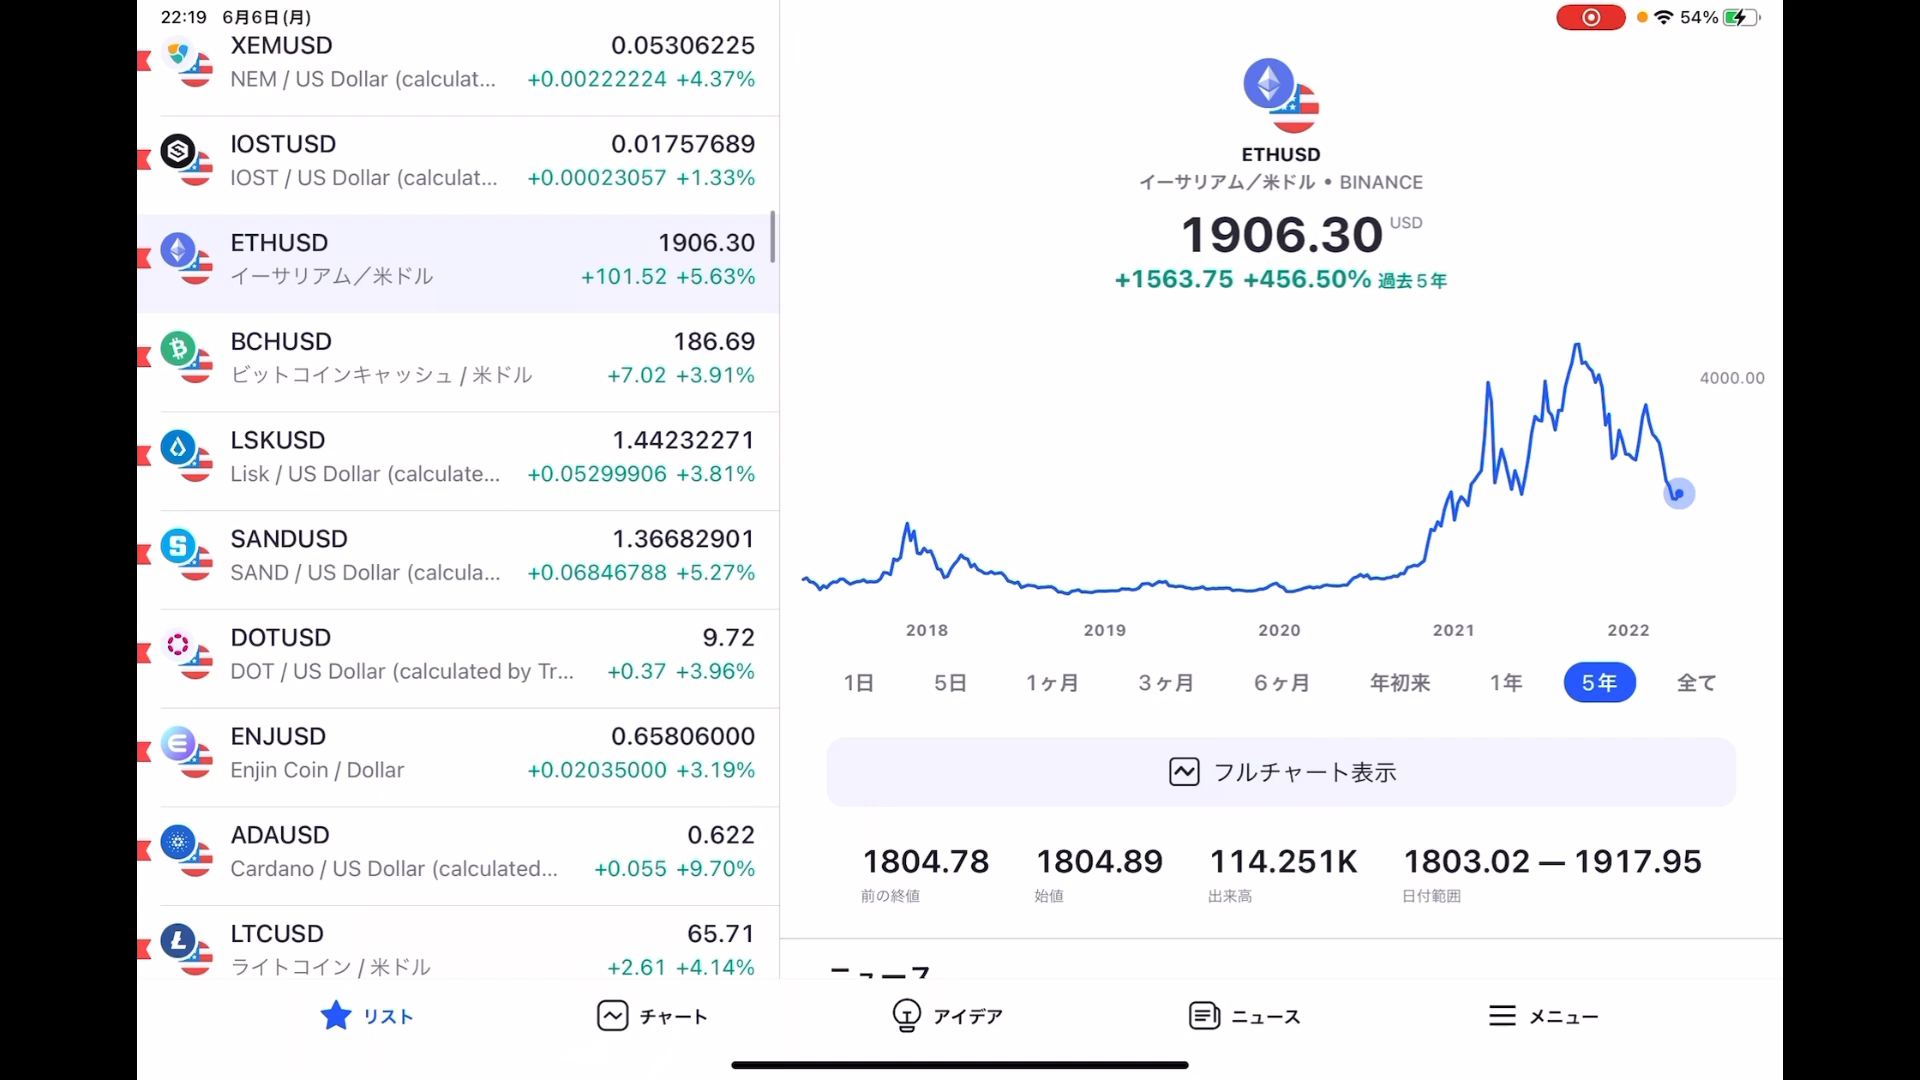 22:19 6月6日(月)
54%
XEMUSD 0.05306225
NEM / US Dollar (calculat... +0.00222224 +4.37%
IOSTUSD 0.01757689
IOST / US Dollar (calculat... +0.00023057 +1.33%
ETHUSD 1906.30
イーサリアム／米ドル +101.52 +5.63%
BCHUSD 186.69
ビットコインキャッシュ / 米ドル +7.02 +3.91%
LSKUSD 1.44232271
Lisk / US Dollar (calculate... +0.05299906 +3.81%
SANDUSD 1.36682901
SAND / US Dollar (calcula... +0.06846788 +5.27%
DOTUSD 9.72
DOT / US Dollar (calculated by Tr... +0.37 +3.96%
ENJUSD 0.65806000
Enjin Coin / Dollar +0.02035000 +3.19%
ADAUSD 0.622
Cardano / US Dollar (calculated... +0.055 +9.70%
LTCUSD 65.71
ライトコイン / 米ドル +2.61 +4.14%
ETHUSD
イーサリアム／米ドル • BINANCE
1906.30 USD
+1563.75 +456.50% 過去5年
4000.00
2018 2019 2020 2021 2022
1日 5日 1ヶ月 3ヶ月 6ヶ月 年初来 1年 5年 全て
フルチャート表示
1804.78 1804.89 114.251K 1803.02 — 1917.95
前の終値 始値 出来高 日付範囲
ニュース
リスト チャート アイデア ニュース メニュー